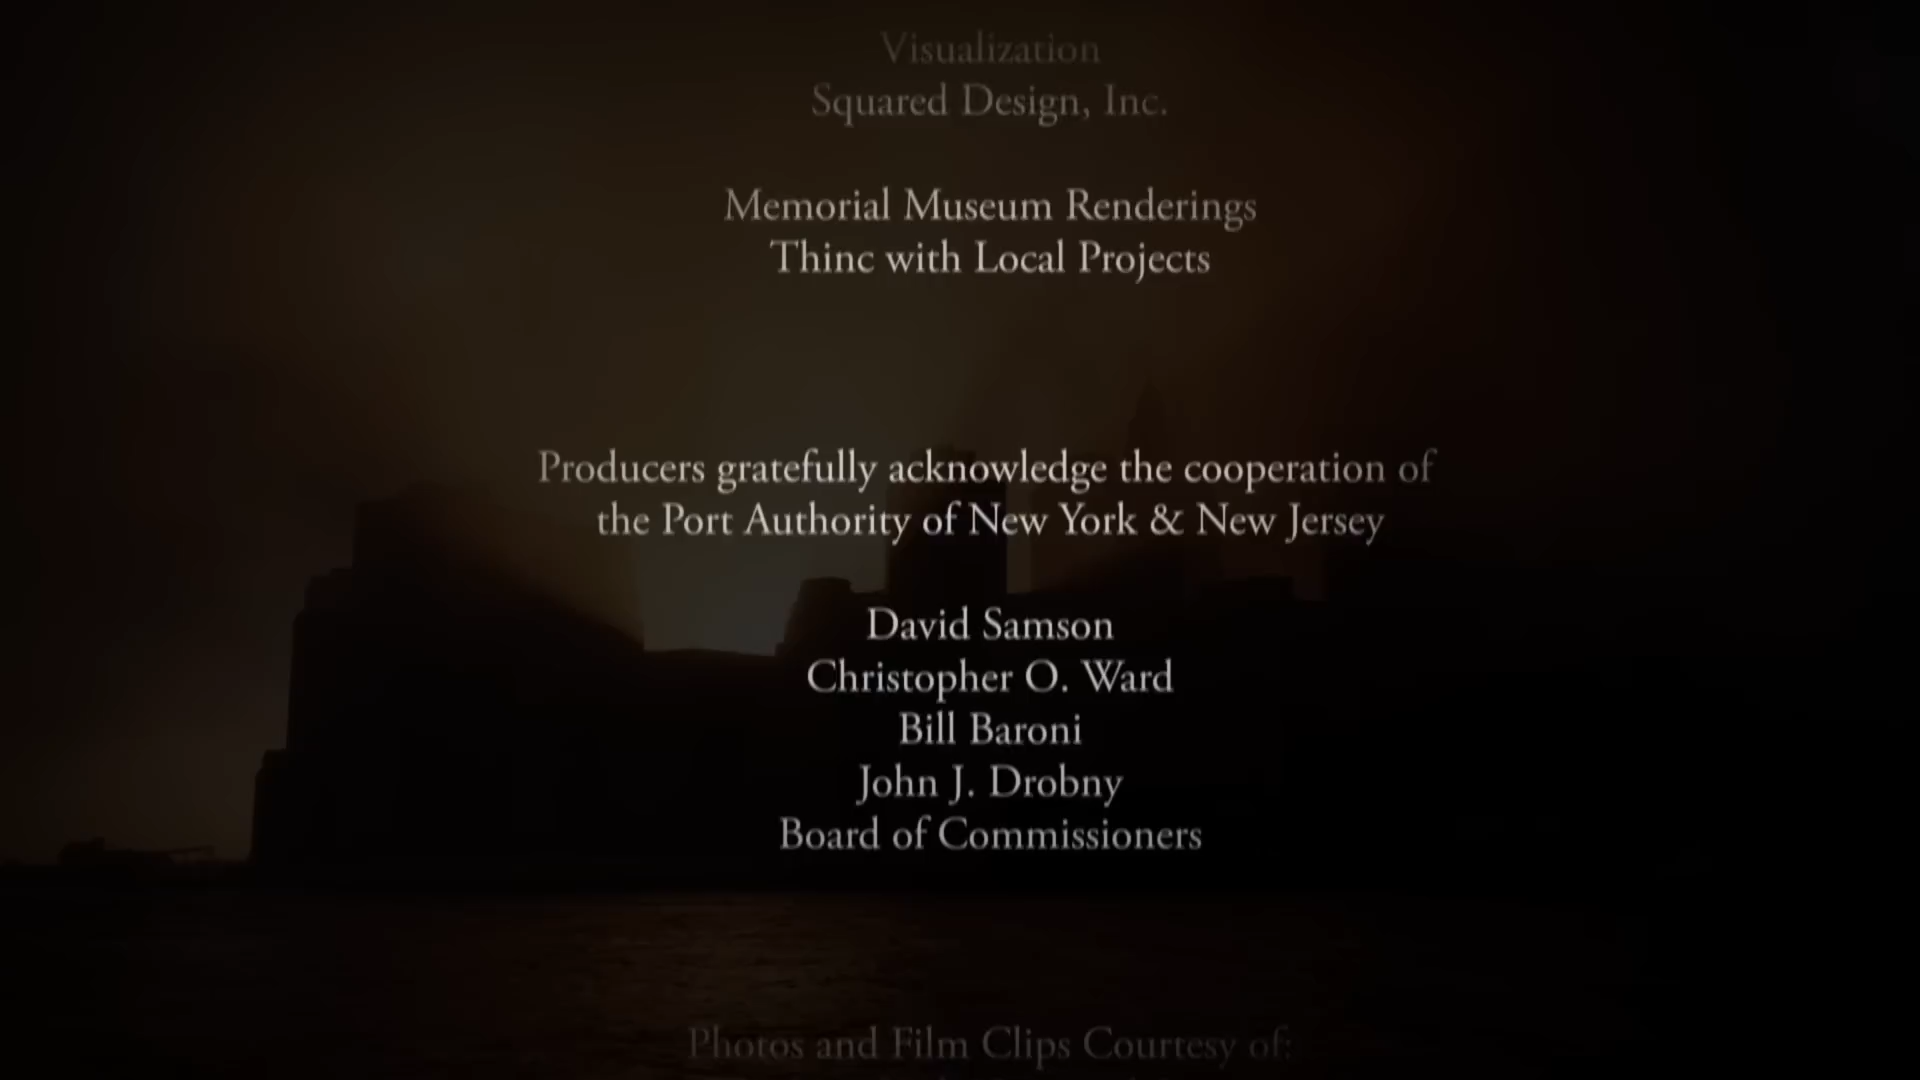 Visualization
Squared Design, Inc.
Memorial Museum Renderings
Thinc with Local Projects
Producers gratefully acknowledge the cooperation of
the Port Authority of New York & New Jersey
David Samson
Christopher O. Ward
Bill Baroni
John J. Drobny
Board of Commissioners
Photos and Film Clips Courtesy of: